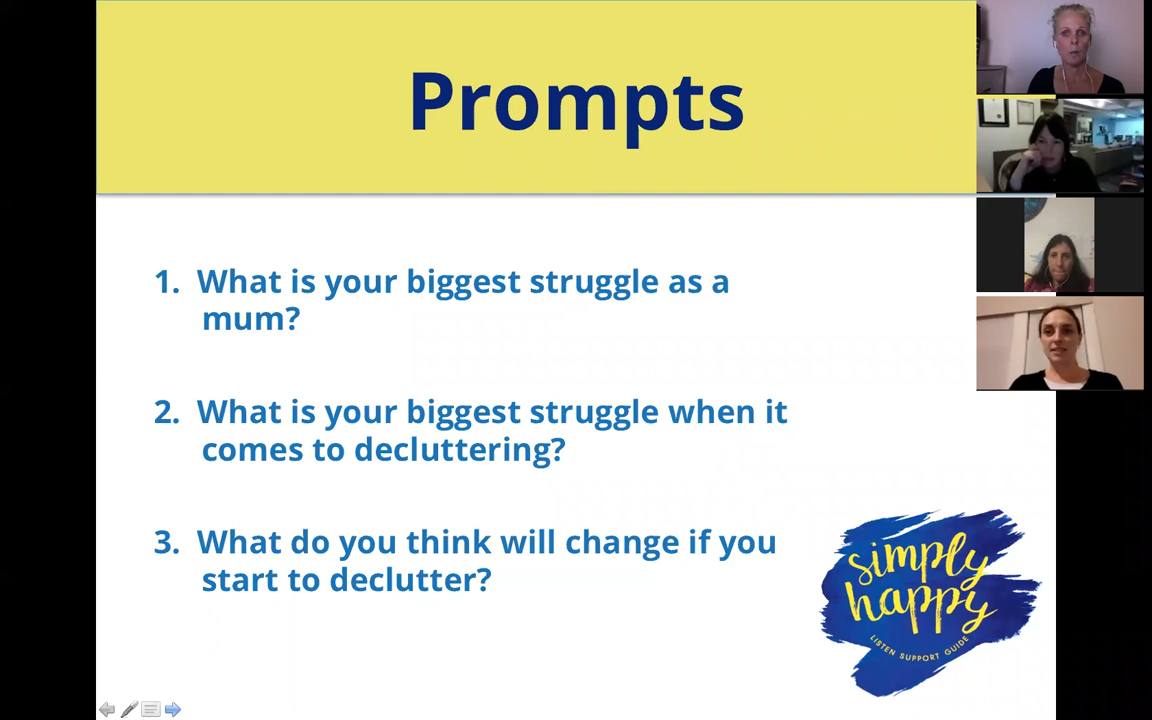 Prompts
1. What is your biggest struggle as a
mum?
2. What is your biggest struggle when it
comes to decluttering?
3. What do you think will change if you
start to declutter?
simply
happy
LISTEN SUPPORT GUIDE